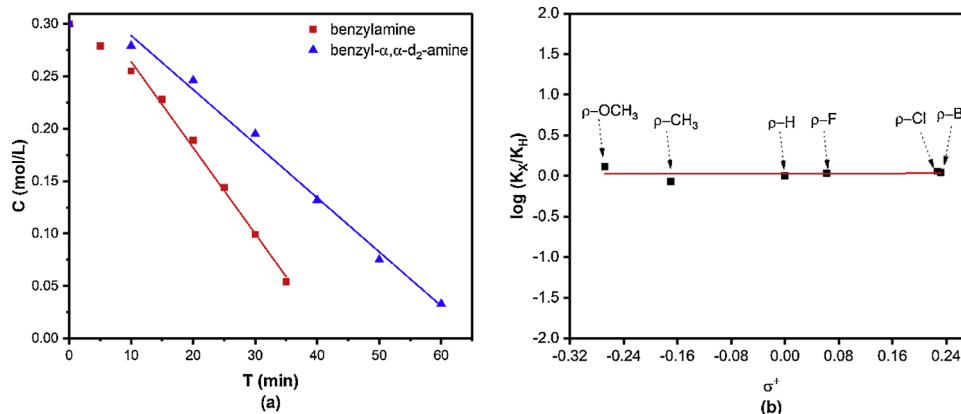 benzylamine
benzyl-α,α-d₂-amine
0.30
0.25
0.20
0.15
0.10
0.05
0.00
C (mol/L)
0 10 20 30 40 50 60
T (min)
(a)
2.0
1.5
1.0
0.5
0.0
-0.5
-1.0
-1.5
-2.0
log (K_X/K_H)
ρ–OCH₃
ρ–CH₃
ρ–H
ρ–F
ρ–Cl
ρ–B
-0.32 -0.24 -0.16 -0.08 0.00 0.08 0.16 0.24
σ⁺
(b)